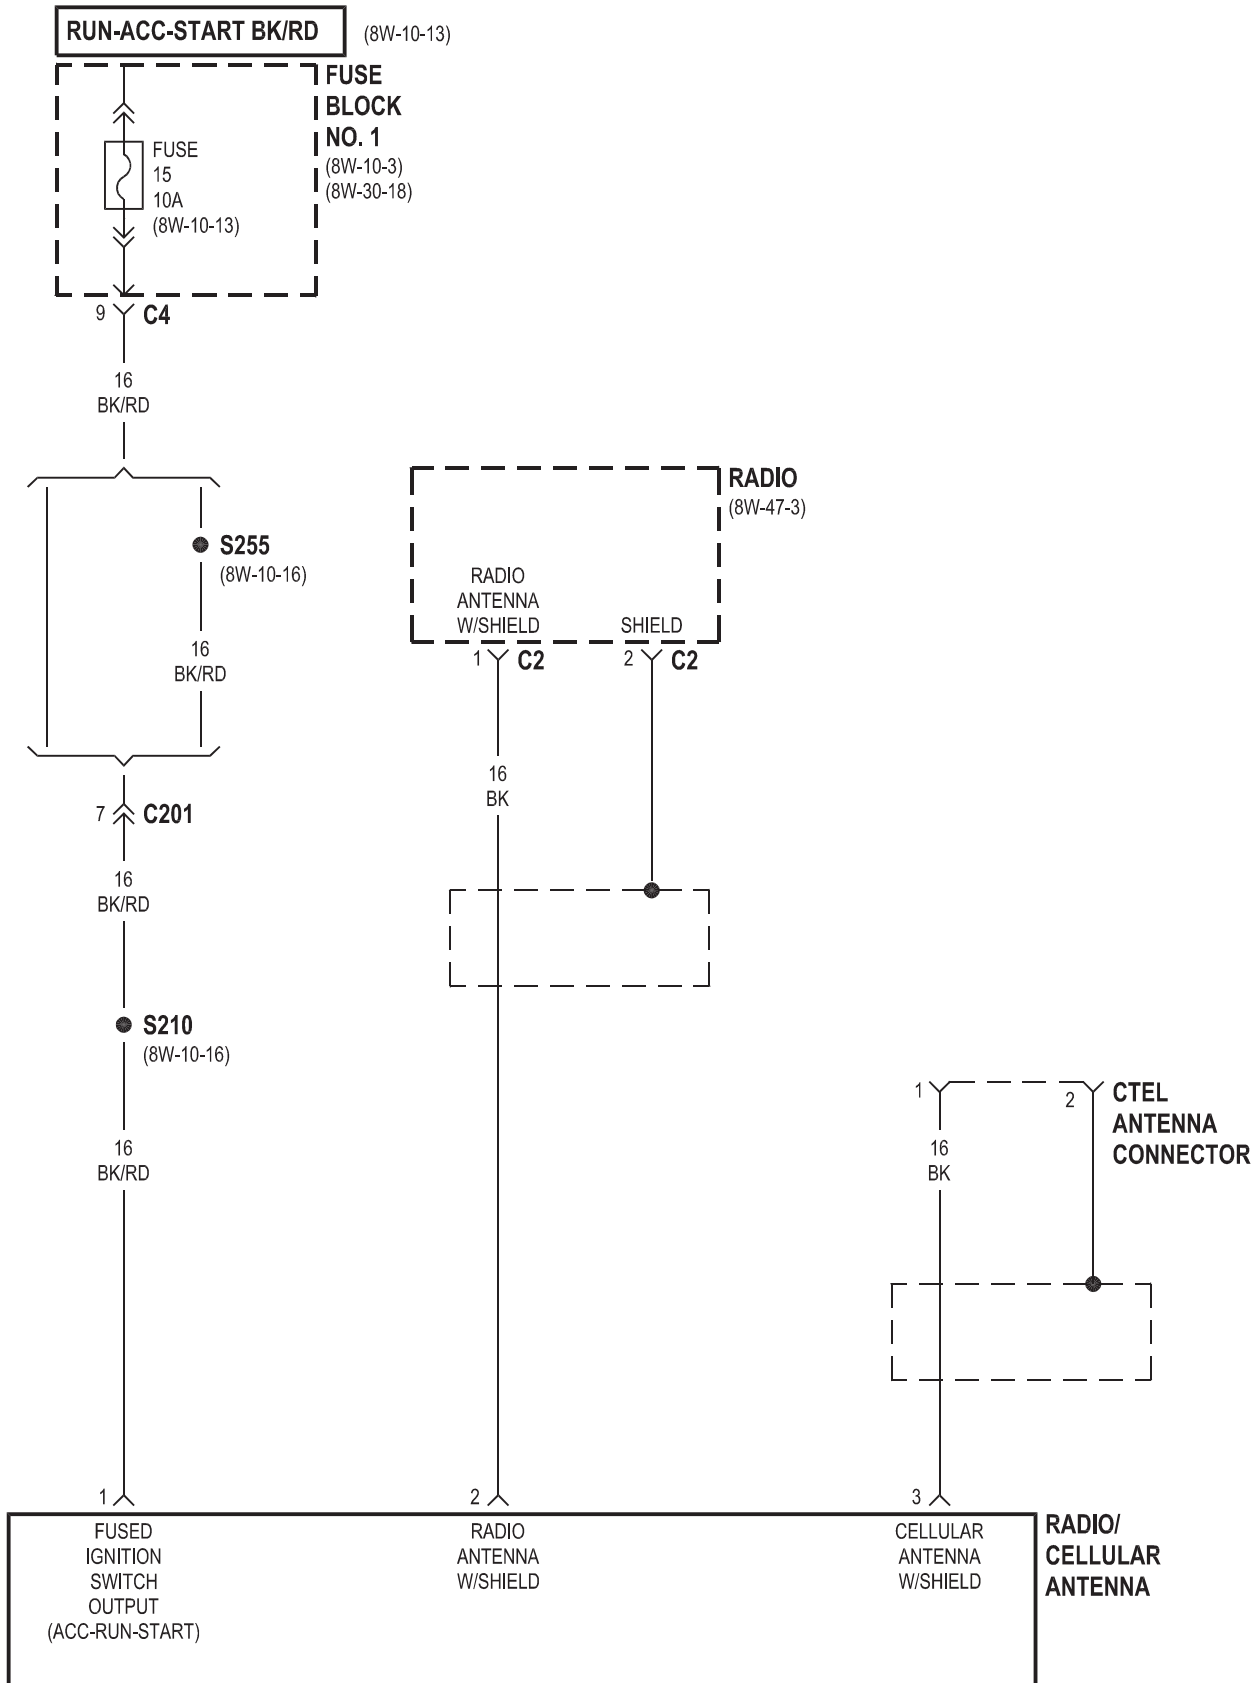 RUN-ACC-START BK/RD (8W-10-13)
FUSE
BLOCK
NO. 1
(8W-10-3)
(8W-30-18)
FUSE
15
10A
(8W-10-13)
9 C4
16
BK/RD
S255
(8W-10-16)
16
BK/RD
7 C201
16
BK/RD
S210
(8W-10-16)
16
BK/RD
RADIO
(8W-47-3)
RADIO
ANTENNA
W/SHIELD
SHIELD
1 C2
2 C2
16
BK
1
2
CTEL
ANTENNA
CONNECTOR
16
BK
1
FUSED
IGNITION
SWITCH
OUTPUT
(ACC-RUN-START)
2
RADIO
ANTENNA
W/SHIELD
3
CELLULAR
ANTENNA
W/SHIELD
RADIO/
CELLULAR
ANTENNA